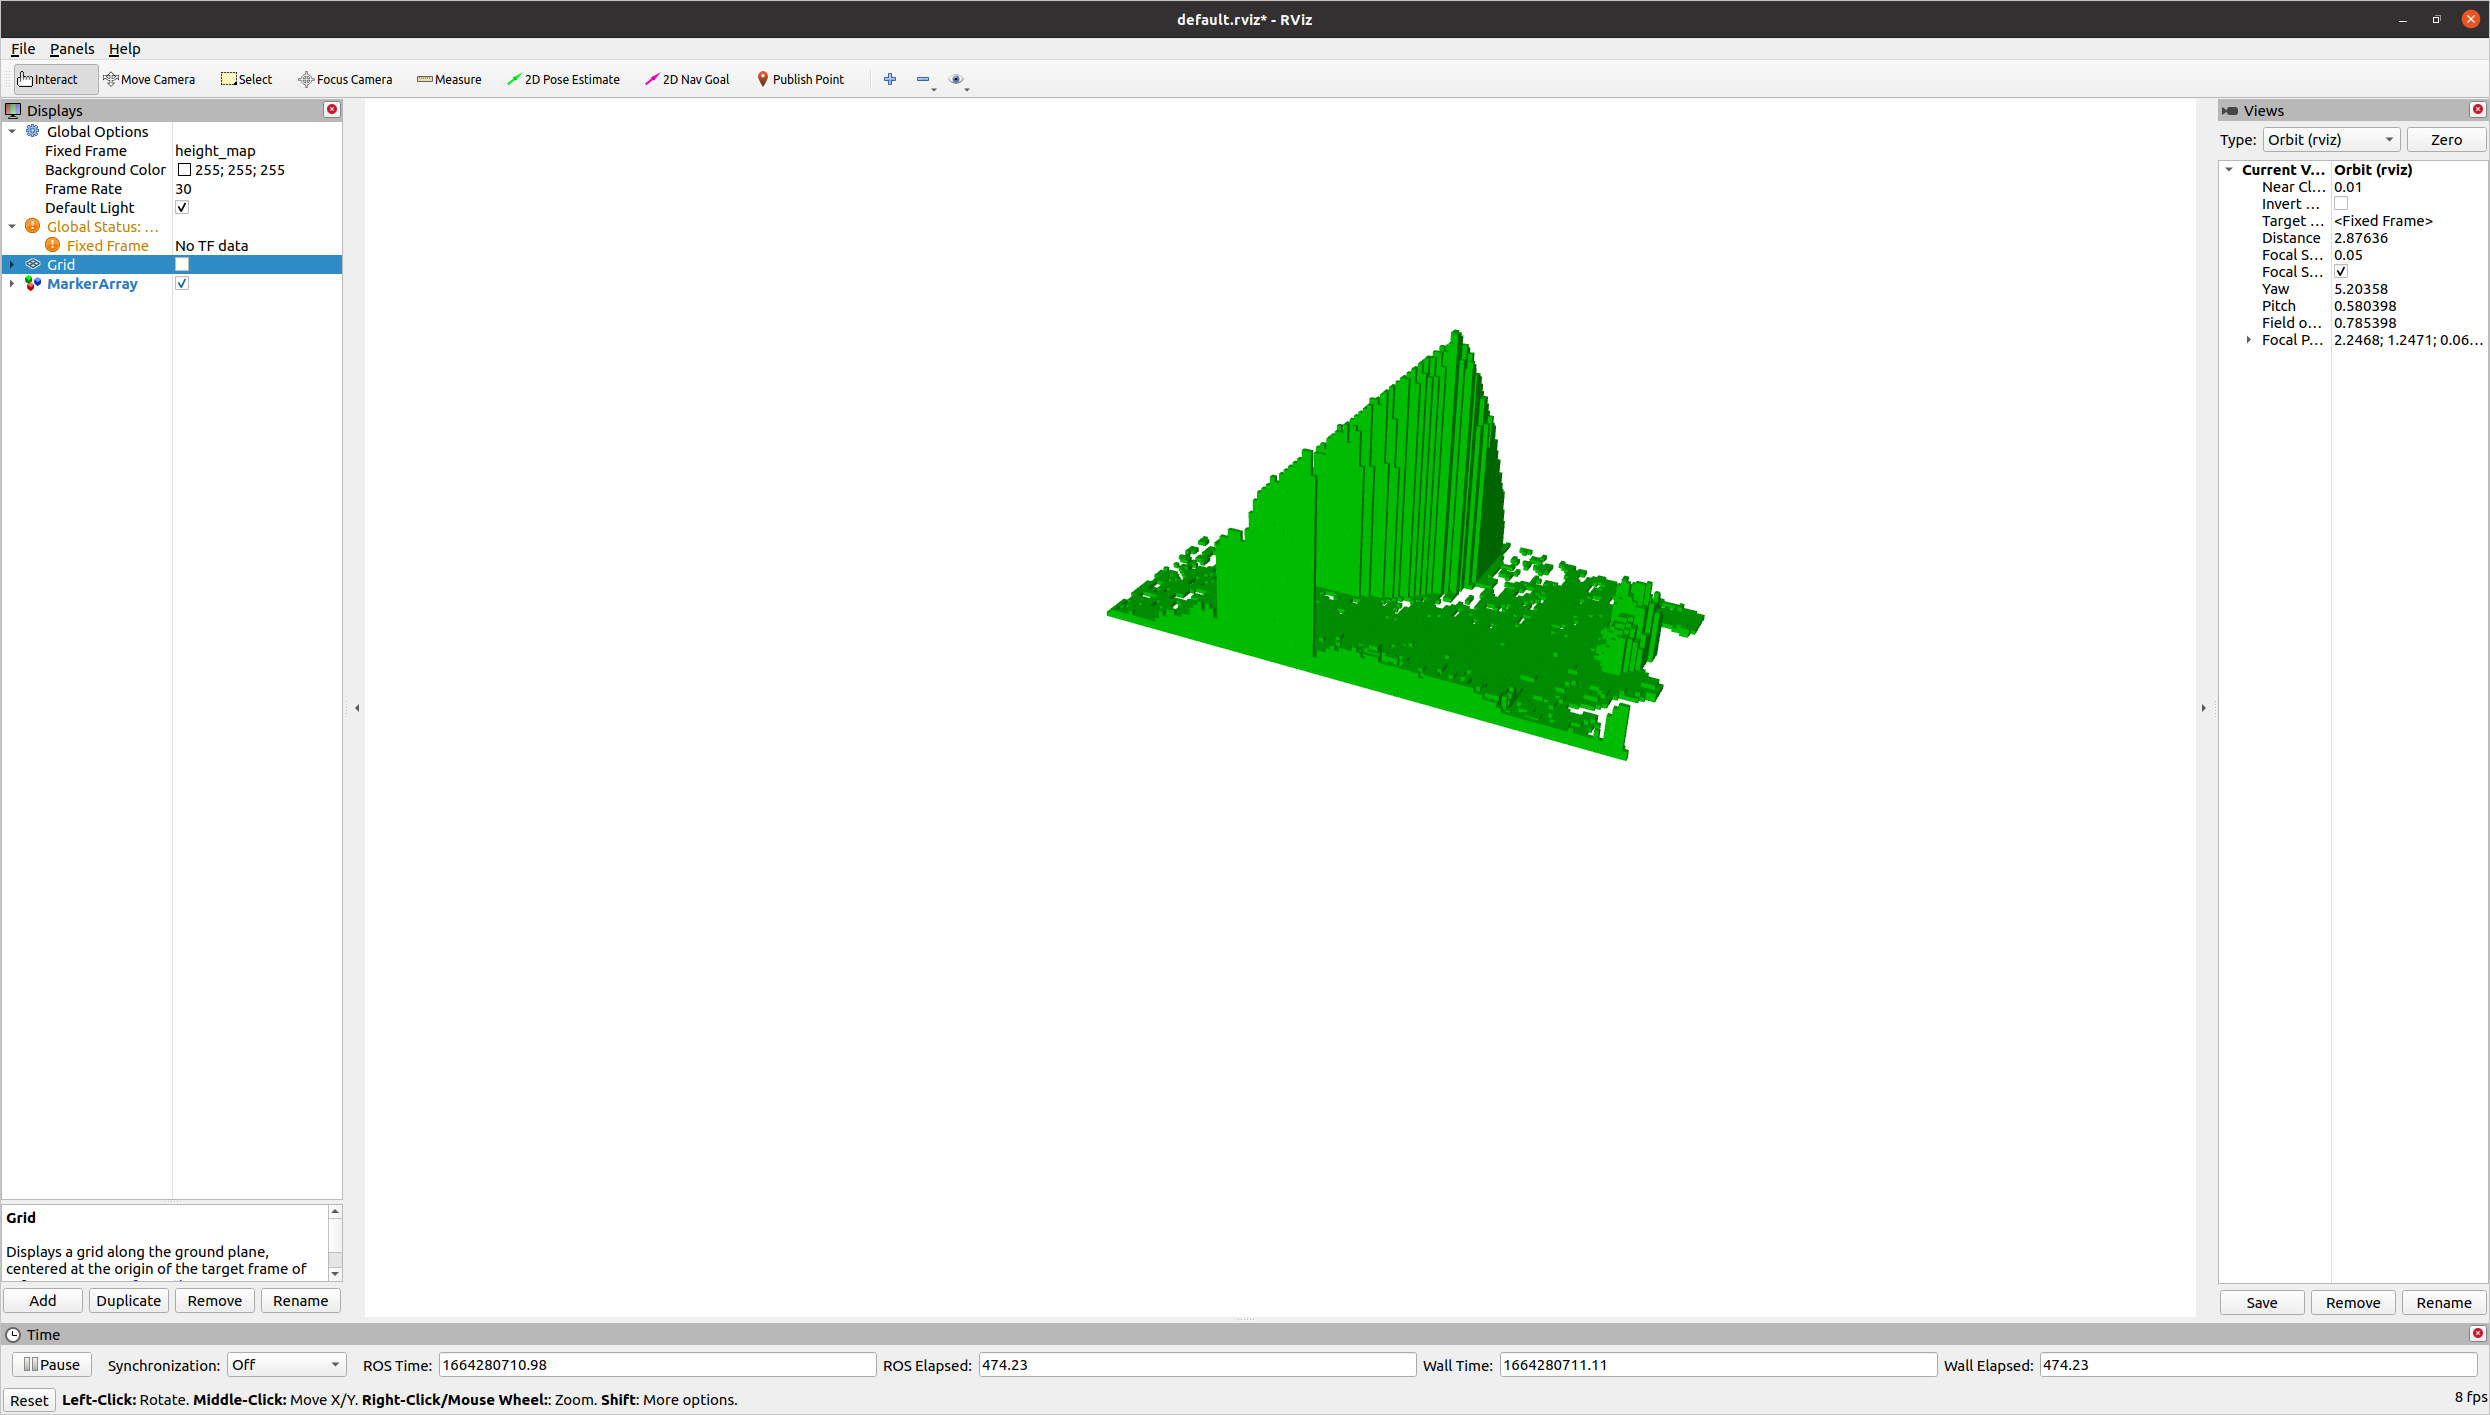 default.rviz* - RViz
File Panels Help
Interact Move Camera Select Focus Camera Measure 2D Pose Estimate 2D Nav Goal Publish Point
Displays
Global Options
Fixed Frame height_map
Background Color 255; 255; 255
Frame Rate 30
Default Light
Global Status: ...
Fixed Frame No TF data
Grid
MarkerArray
Grid
Displays a grid along the ground plane,
centered at the origin of the target frame of
Add Duplicate Remove Rename
Views
Type: Orbit (rviz) Zero
Current V... Orbit (rviz)
Near Cl... 0.01
Invert ...
Target ... <Fixed Frame>
Distance 2.87636
Focal S... 0.05
Focal S...
Yaw 5.20358
Pitch 0.580398
Field o... 0.785398
Focal P... 2.2468; 1.2471; 0.06...
Save Remove Rename
Time
Pause Synchronization: Off ROS Time: 1664280710.98 ROS Elapsed: 474.23 Wall Time: 1664280711.11 Wall Elapsed: 474.23
Reset Left-Click: Rotate. Middle-Click: Move X/Y. Right-Click/Mouse Wheel:: Zoom. Shift: More options. 8 fps